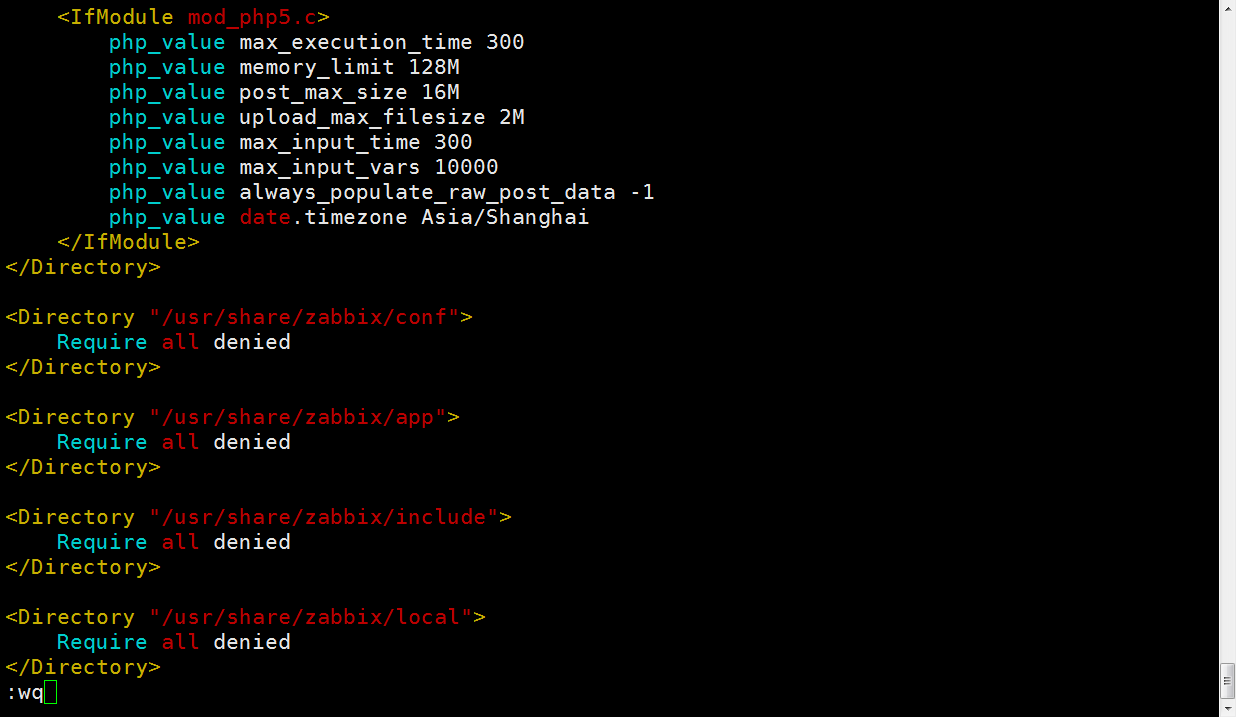 <IfModule mod_php5.c>
php_value max_execution_time 300
php_value memory_limit 128M
php_value post_max_size 16M
php_value upload_max_filesize 2M
php_value max_input_time 300
php_value max_input_vars 10000
php_value always_populate_raw_post_data -1
php_value date.timezone Asia/Shanghai
</IfModule>
</Directory>
<Directory "/usr/share/zabbix/conf">
Require all denied
</Directory>
<Directory "/usr/share/zabbix/app">
Require all denied
</Directory>
<Directory "/usr/share/zabbix/include">
Require all denied
</Directory>
<Directory "/usr/share/zabbix/local">
Require all denied
</Directory>
:wq